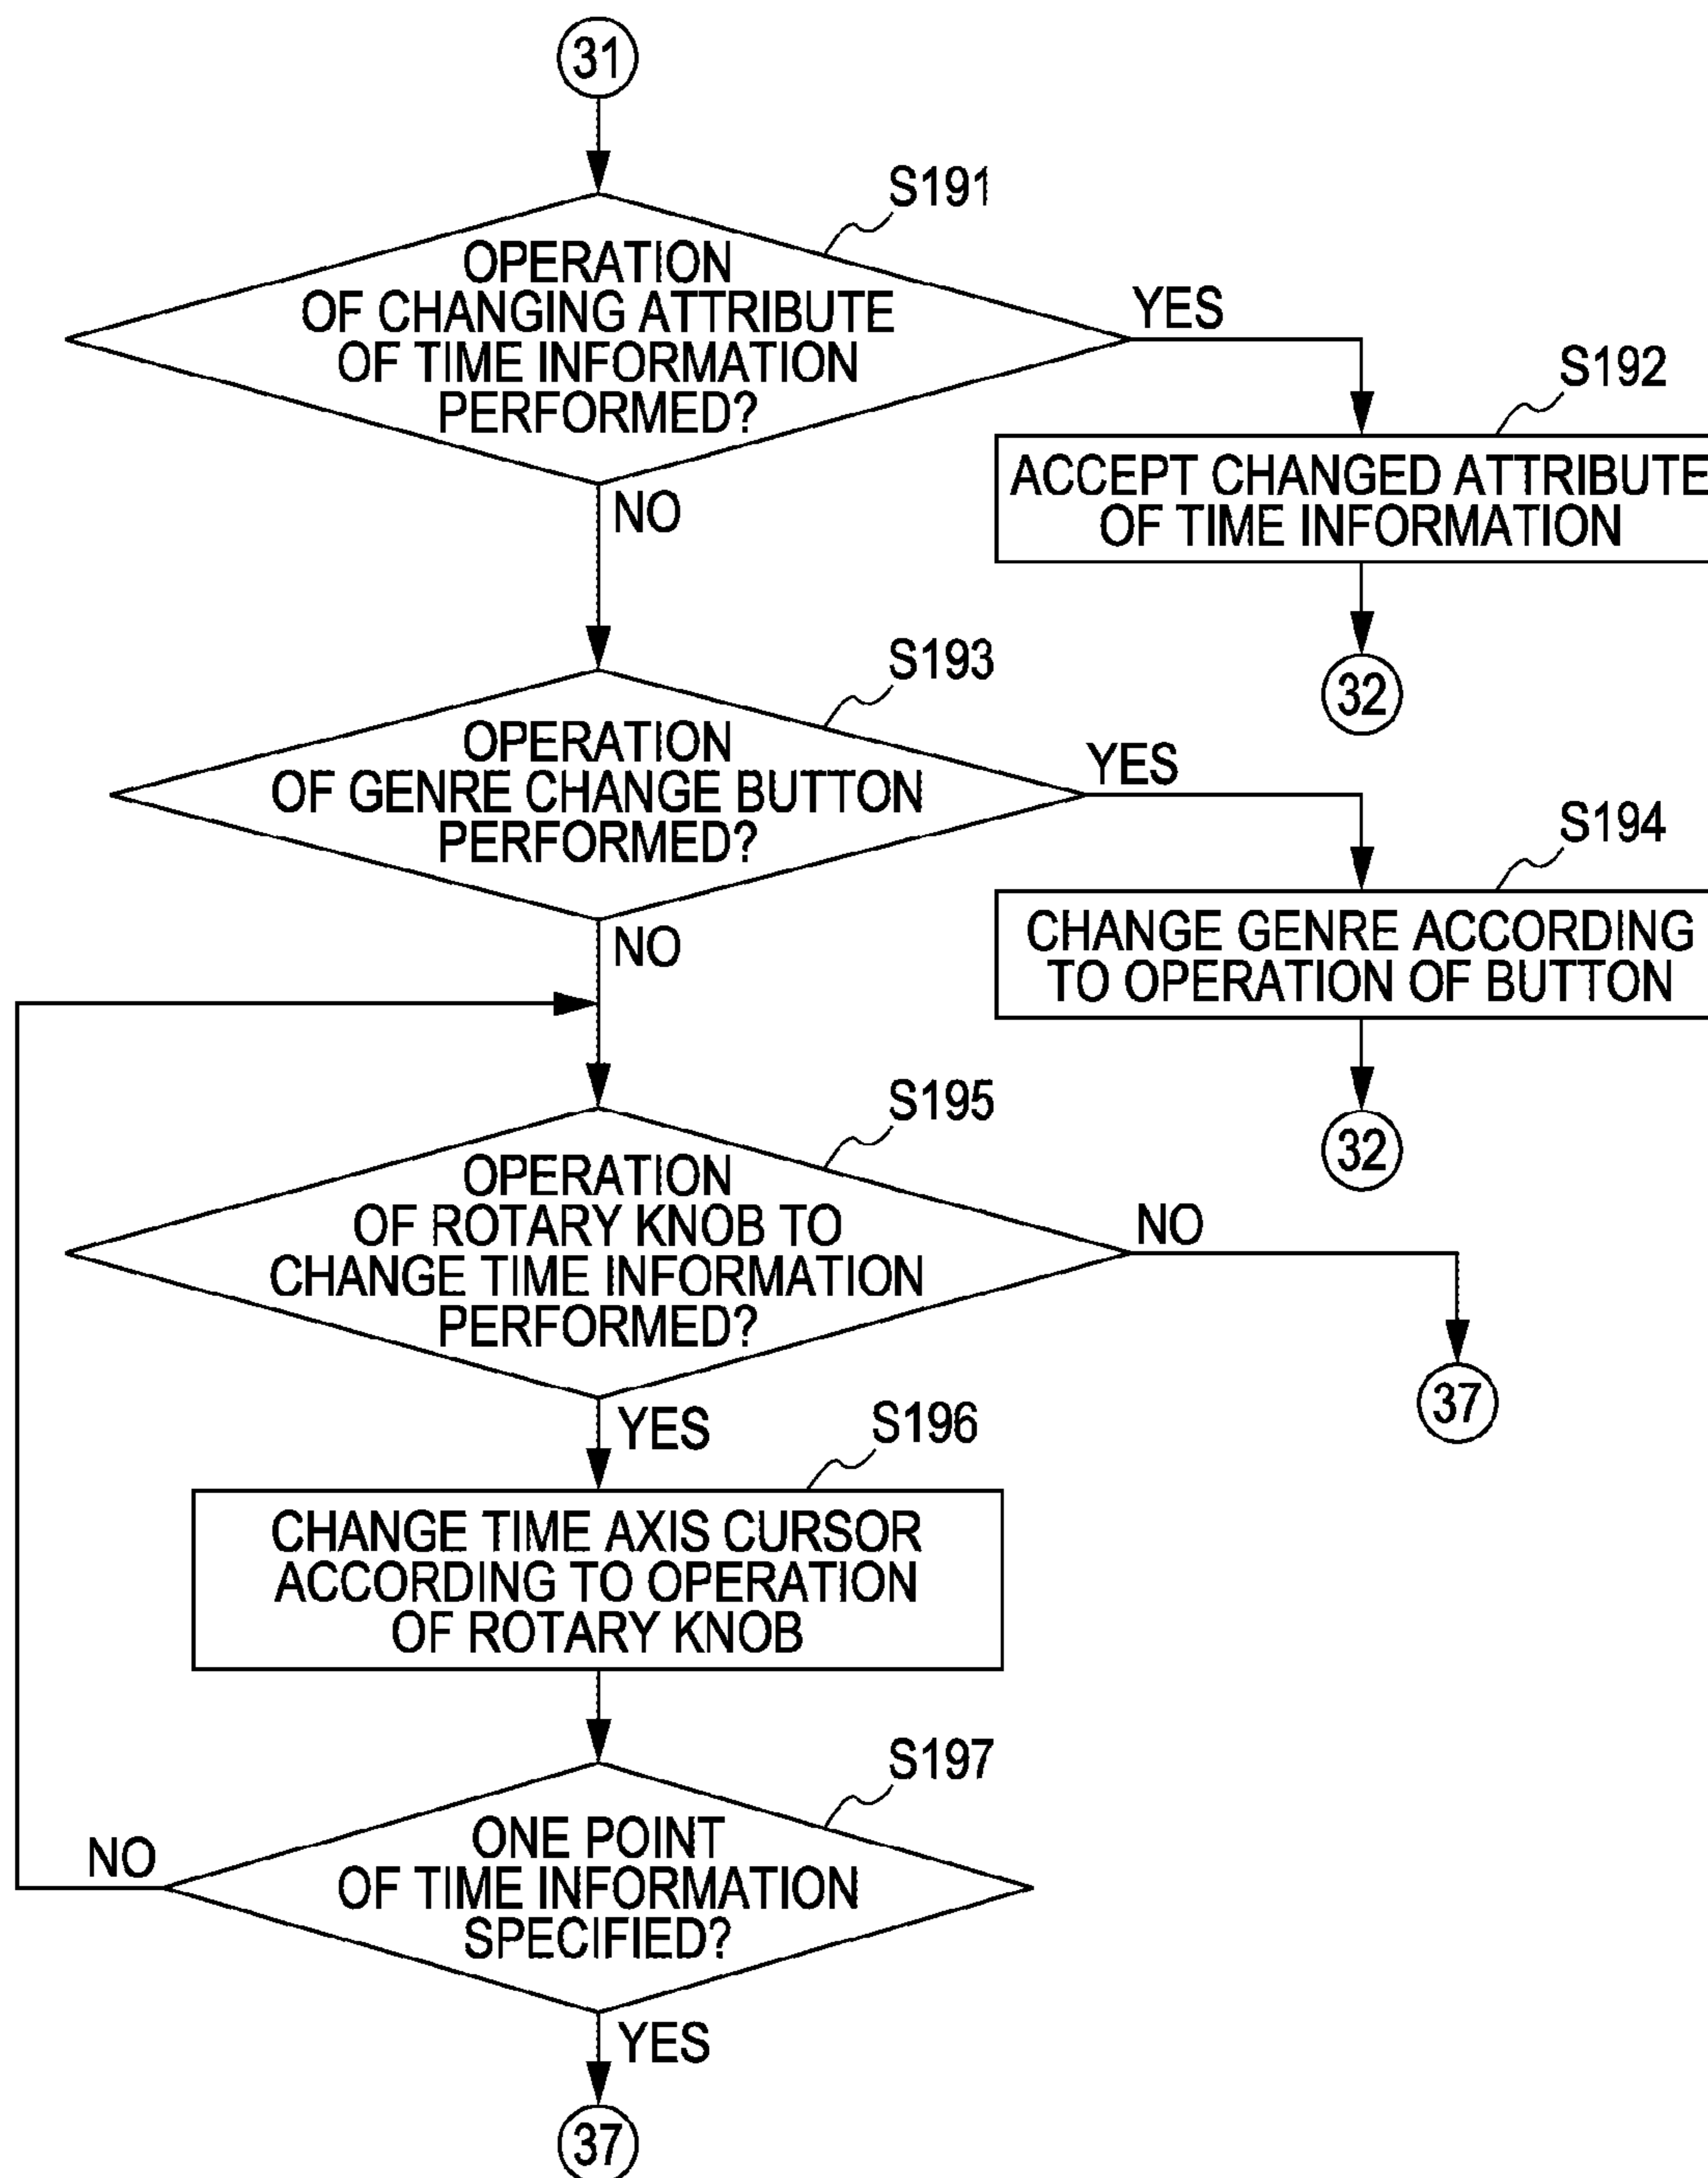 31
S191
OPERATION
OF CHANGING ATTRIBUTE
OF TIME INFORMATION
PERFORMED?
YES
NO
S192
ACCEPT CHANGED ATTRIBUTE
OF TIME INFORMATION
32
S193
OPERATION
OF GENRE CHANGE BUTTON
PERFORMED?
YES
NO
S194
CHANGE GENRE ACCORDING
TO OPERATION OF BUTTON
32
S195
OPERATION
OF ROTARY KNOB TO
CHANGE TIME INFORMATION
PERFORMED?
NO
37
YES
S196
CHANGE TIME AXIS CURSOR
ACCORDING TO OPERATION
OF ROTARY KNOB
S197
ONE POINT
OF TIME INFORMATION
SPECIFIED?
NO
YES
37